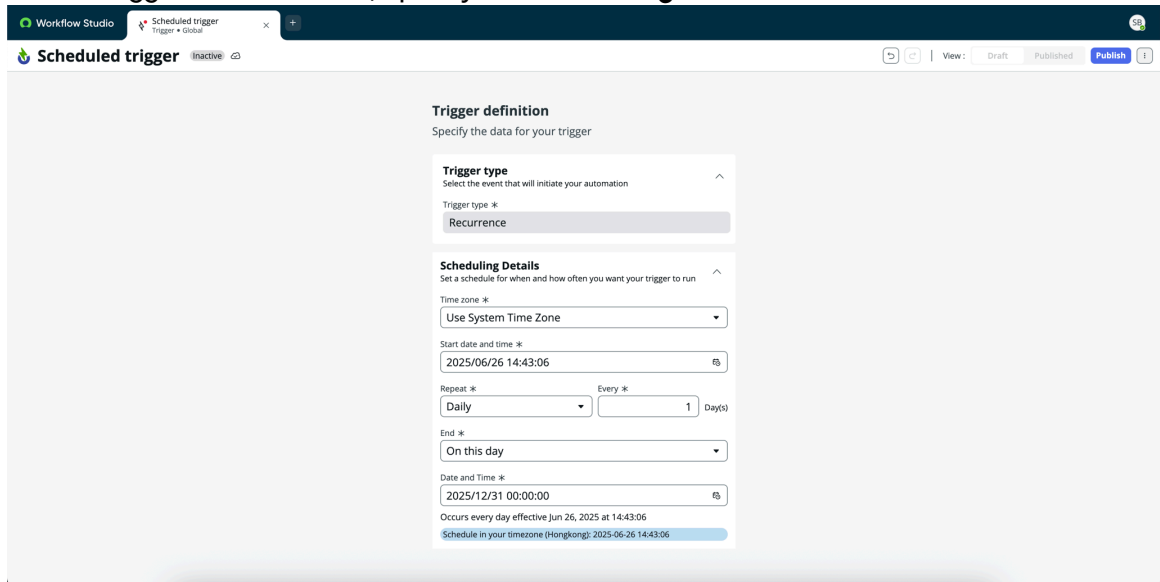 Workflow Studio
Scheduled trigger
Trigger • Global
SB
Scheduled trigger Inactive
View : Draft Published Publish
Trigger definition
Specify the data for your trigger
Trigger type
Select the event that will initiate your automation
Trigger type *
Recurrence
Scheduling Details
Set a schedule for when and how often you want your trigger to run
Time zone *
Use System Time Zone
Start date and time *
2025/06/26 14:43:06
Repeat * Every *
Daily 1 Day(s)
End *
On this day
Date and Time *
2025/12/31 00:00:00
Occurs every day effective Jun 26, 2025 at 14:43:06
Schedule in your timezone (Hongkong): 2025-06-26 14:43:06